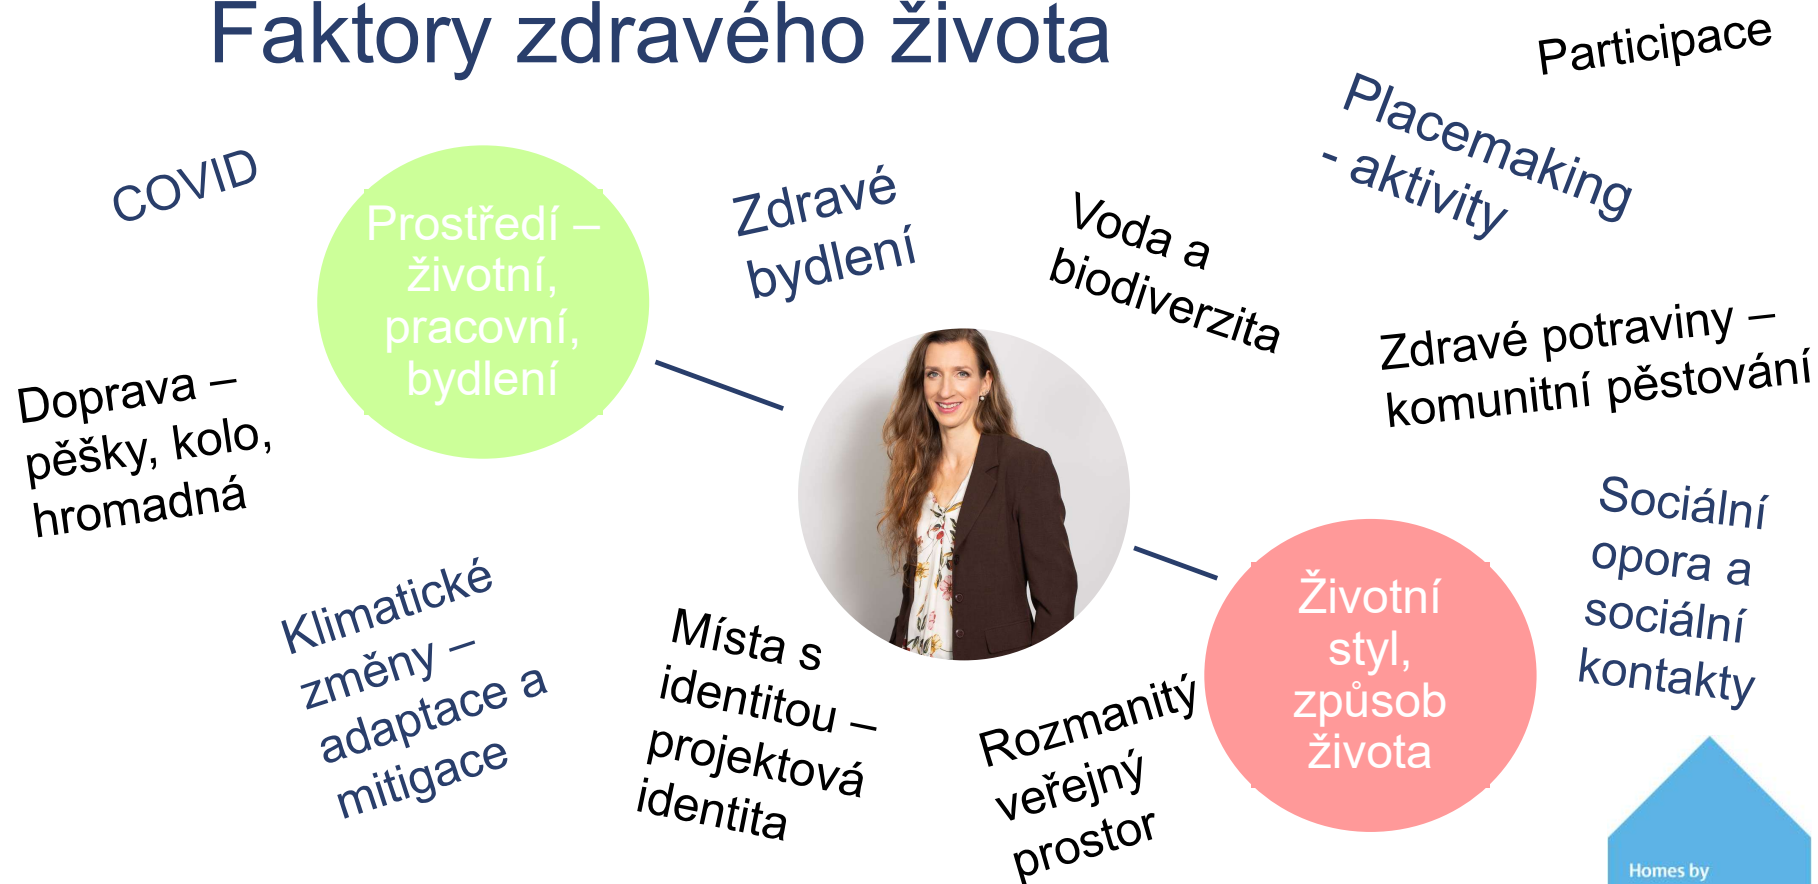 Faktory zdravého života
Participace
Placemaking
- aktivity
COVID
Prostředí –
životní,
pracovní,
bydlení
Zdravé
bydlení
Voda a
biodiverzita
Zdravé potraviny –
komunitní pěstování
Doprava –
pěšky, kolo,
hromadná
Sociální
opora a
sociální
kontakty
Klimatické
změny –
adaptace a
mitigace
Místa s
identitou –
projektová
identita
Rozmanitý
veřejný
prostor
Životní
styl,
způsob
života
Homes by